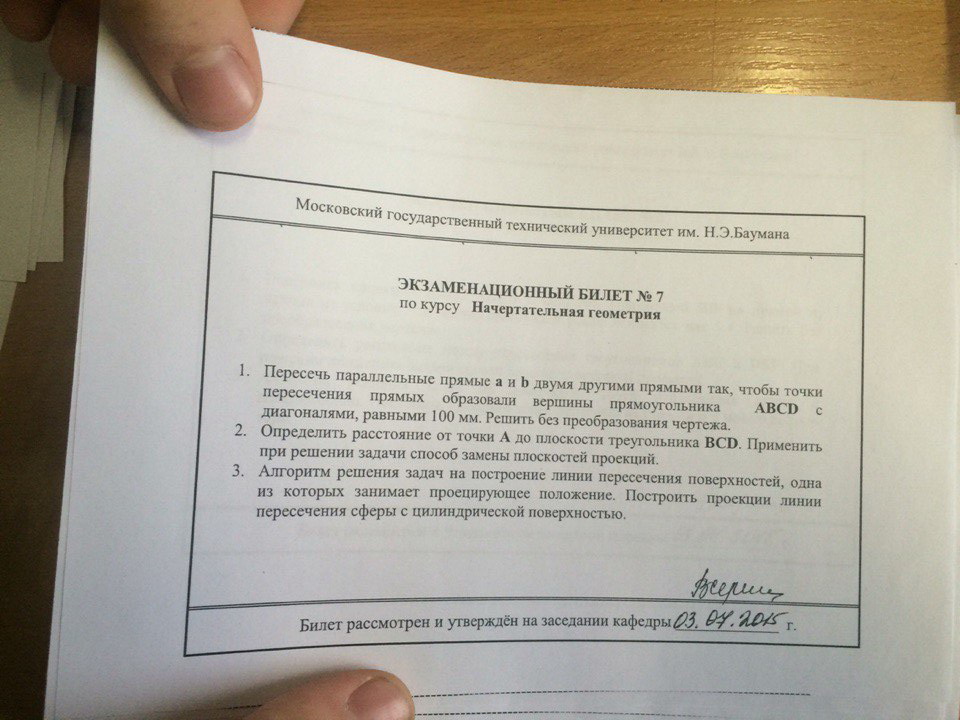 Московский государственный технический университет им. Н.Э.Баумана
ЭКЗАМЕНАЦИОННЫЙ БИЛЕТ № 7
по курсу Начертательная геометрия
1. Пересечь параллельные прямые a и b двумя другими прямыми так, чтобы точки
пересечения прямых образовали вершины прямоугольника ABCD с
диагоналями, равными 100 мм. Решить без преобразования чертежа.
2. Определить расстояние от точки A до плоскости треугольника BCD. Применить
при решении задачи способ замены плоскостей проекций.
3. Алгоритм решения задач на построение линии пересечения поверхностей, одна
из которых занимает проецирующее положение. Построить проекции линии
пересечения сферы с цилиндрической поверхностью.
Билет рассмотрен и утверждён на заседании кафедры 03.07.2015 г.